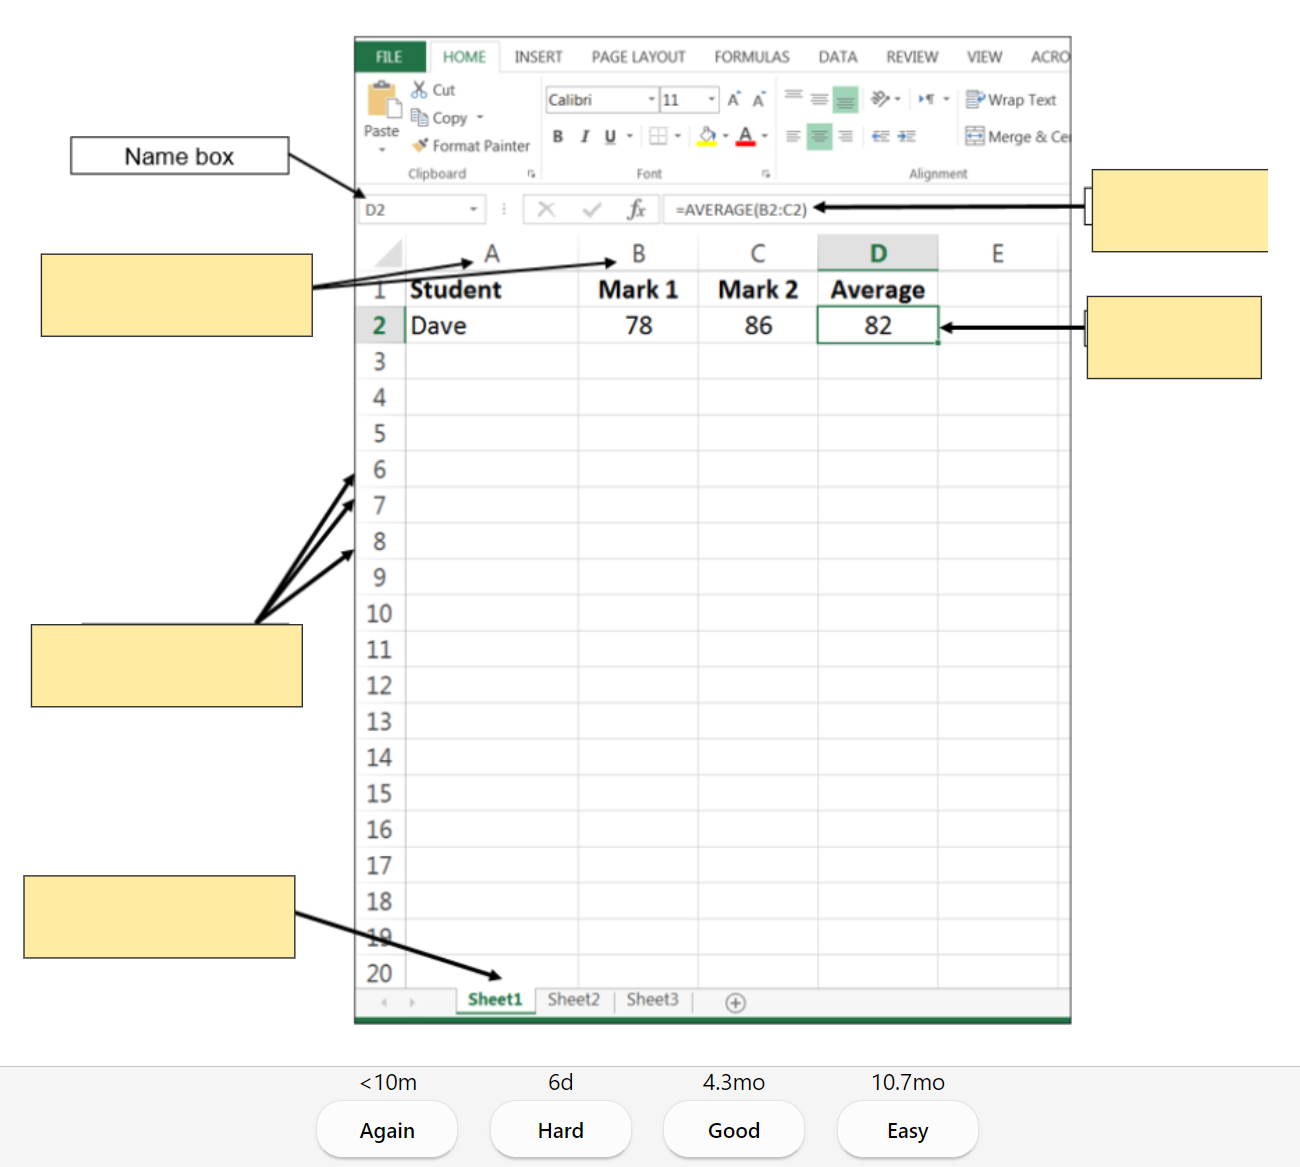 FILE HOME INSERT PAGE LAYOUT FORMULAS DATA REVIEW VIEW ACRO
Cut
Calibri 11 A A Wrap Text
Copy
Paste
B I U A Merge & Ce
Format Painter
Clipboard Font Alignment
Name box
D2 fx =AVERAGE(B2:C2)
A B C D E
1 Student Mark 1 Mark 2 Average
2 Dave 78 86 82
3
4
5
6
7
8
9
10
11
12
13
14
15
16
17
18
19
20
Sheet1 Sheet2 Sheet3
<10m 6d 4.3mo 10.7mo
Again Hard Good Easy